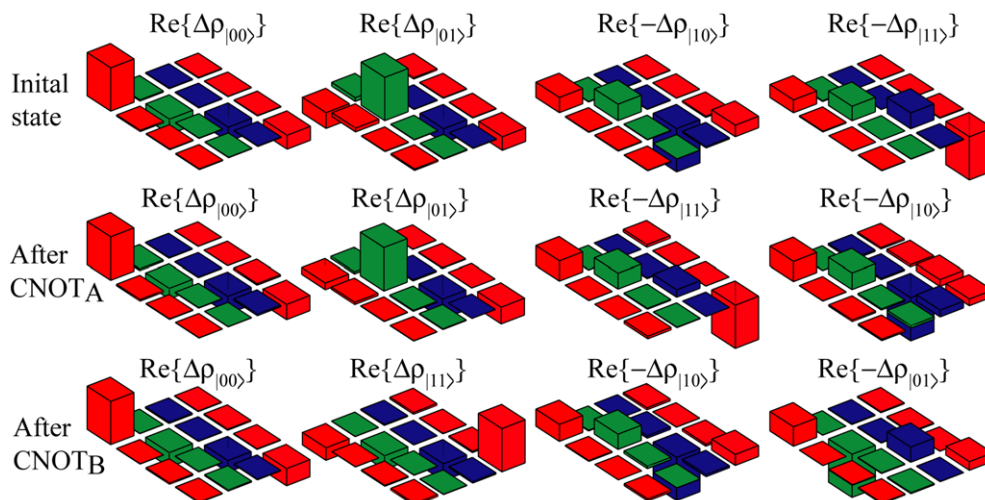 Re{Δρ|00⟩} Re{Δρ|01⟩} Re{−Δρ|10⟩} Re{−Δρ|11⟩}
Inital
state
Re{Δρ|00⟩} Re{Δρ|01⟩} Re{−Δρ|11⟩} Re{−Δρ|10⟩}
After
CNOTA
Re{Δρ|00⟩} Re{Δρ|11⟩} Re{−Δρ|10⟩} Re{−Δρ|01⟩}
After
CNOTB